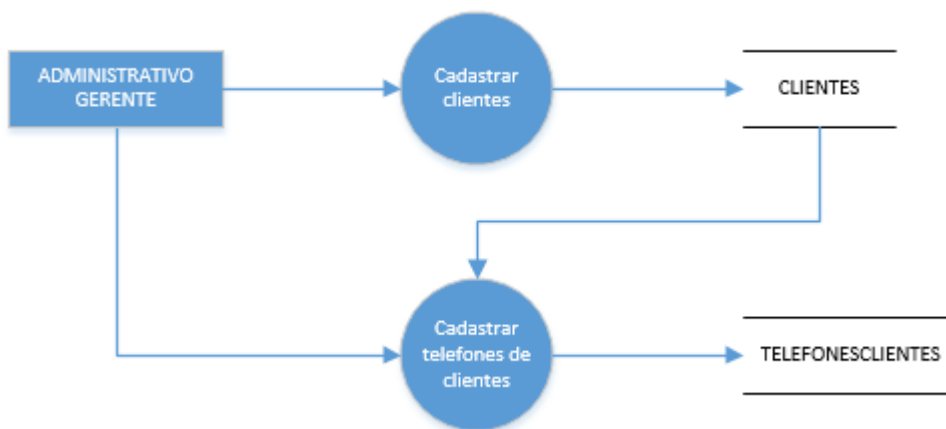 ADMINISTRATIVO
GERENTE
Cadastrar
clientes
CLIENTES
Cadastrar
telefones de
clientes
TELEFONESCLIENTES